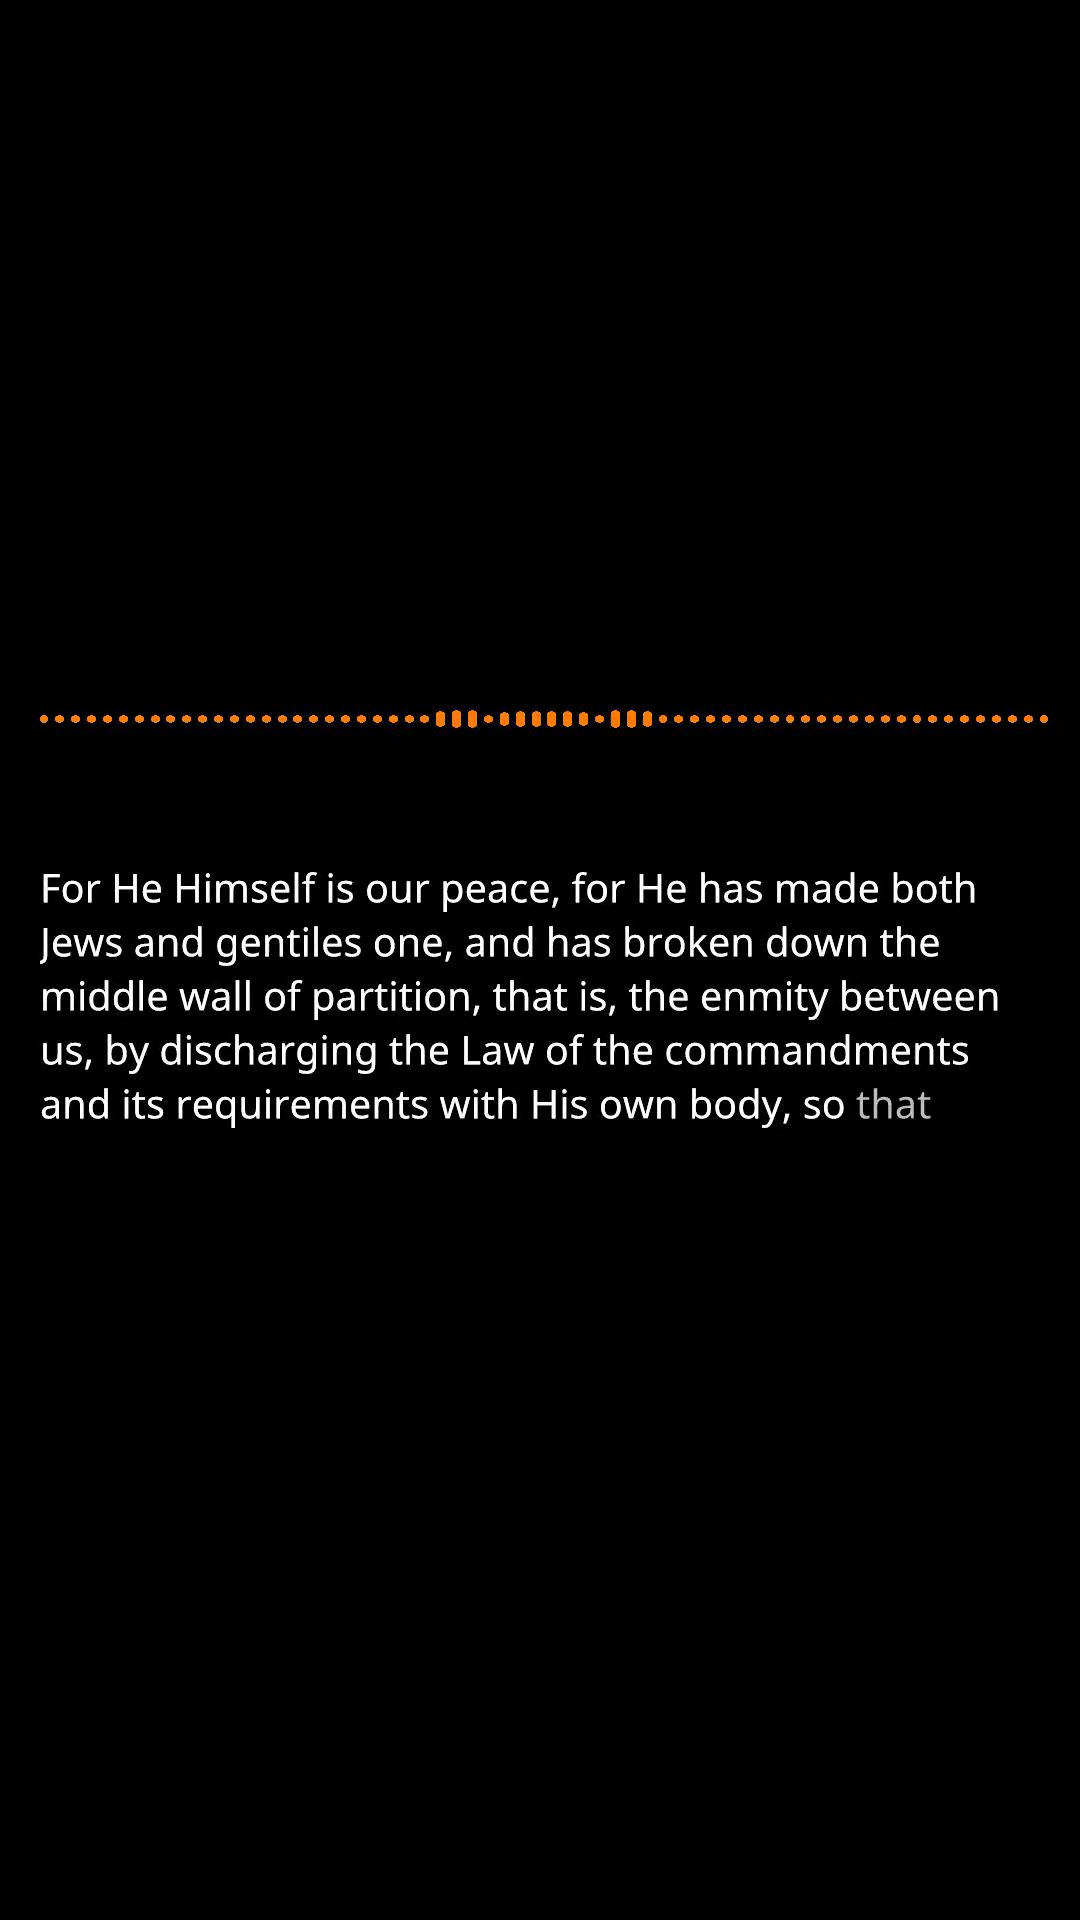 For He Himself is our peace, for He has made both
Jews and gentiles one, and has broken down the
middle wall of partition, that is, the enmity between
us, by discharging the Law of the commandments
and its requirements with His own body, so that